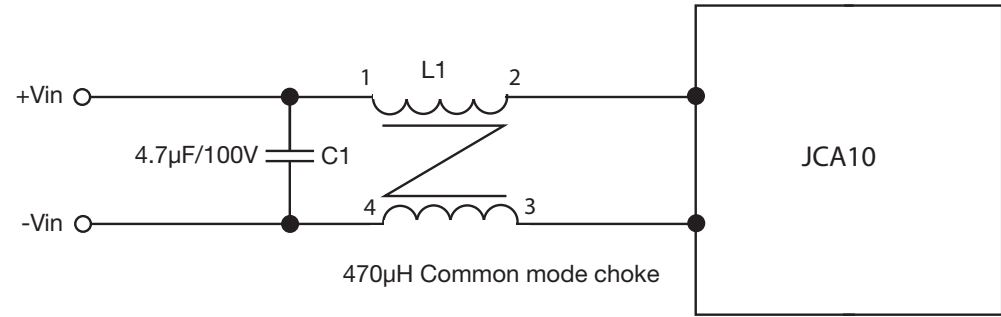 L1
1
2
+Vin
4.7µF/100V
C1
JCA10
4
3
-Vin
470µH Common mode choke